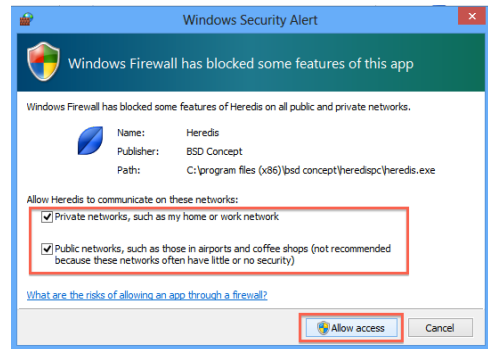 Windows Security Alert
Windows Firewall has blocked some features of this app
Windows Firewall has blocked some features of Heredis on all public and private networks.
Name: Heredis
Publisher: BSD Concept
Path: C:\program files (x86)\bsd concept\heredispc\heredis.exe
Allow Heredis to communicate on these networks:
Private networks, such as my home or work network
Public networks, such as those in airports and coffee shops (not recommended
because these networks often have little or no security)
What are the risks of allowing an app through a firewall?
Allow access Cancel